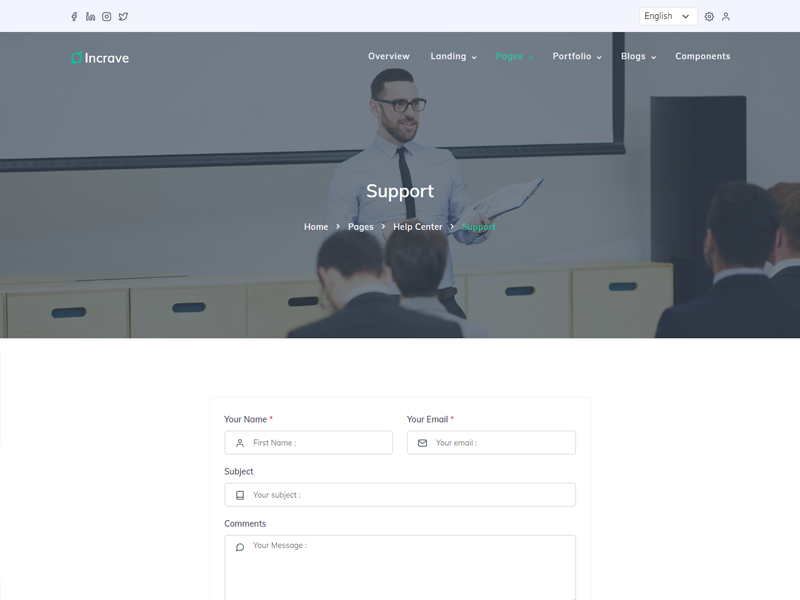 English
Incrave
Overview Landing Pages Portfolio Blogs Components
Support
Home > Pages > Help Center > Support
Your Name * Your Email *
First Name : Your email :
Subject
Your subject :
Comments
Your Message :